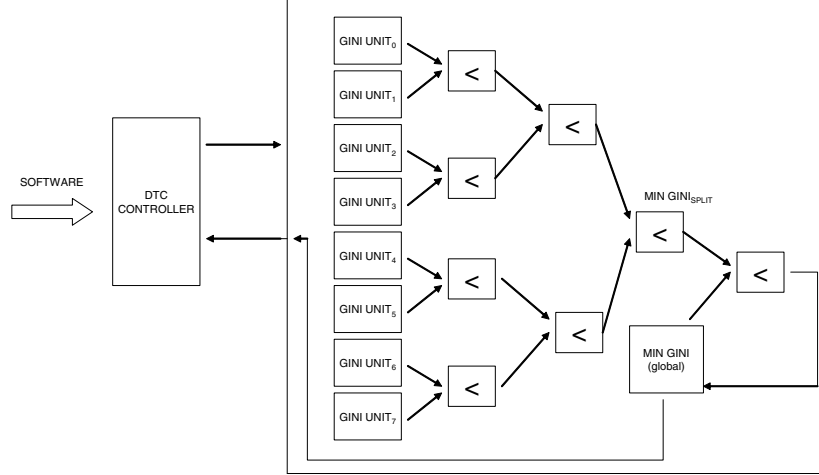 SOFTWARE
DTC
CONTROLLER
GINI UNIT0
GINI UNIT1
GINI UNIT2
GINI UNIT3
GINI UNIT4
GINI UNIT5
GINI UNIT6
GINI UNIT7
<
<
<
<
<
<
MIN GINISPLIT
<
<
MIN GINI
(global)